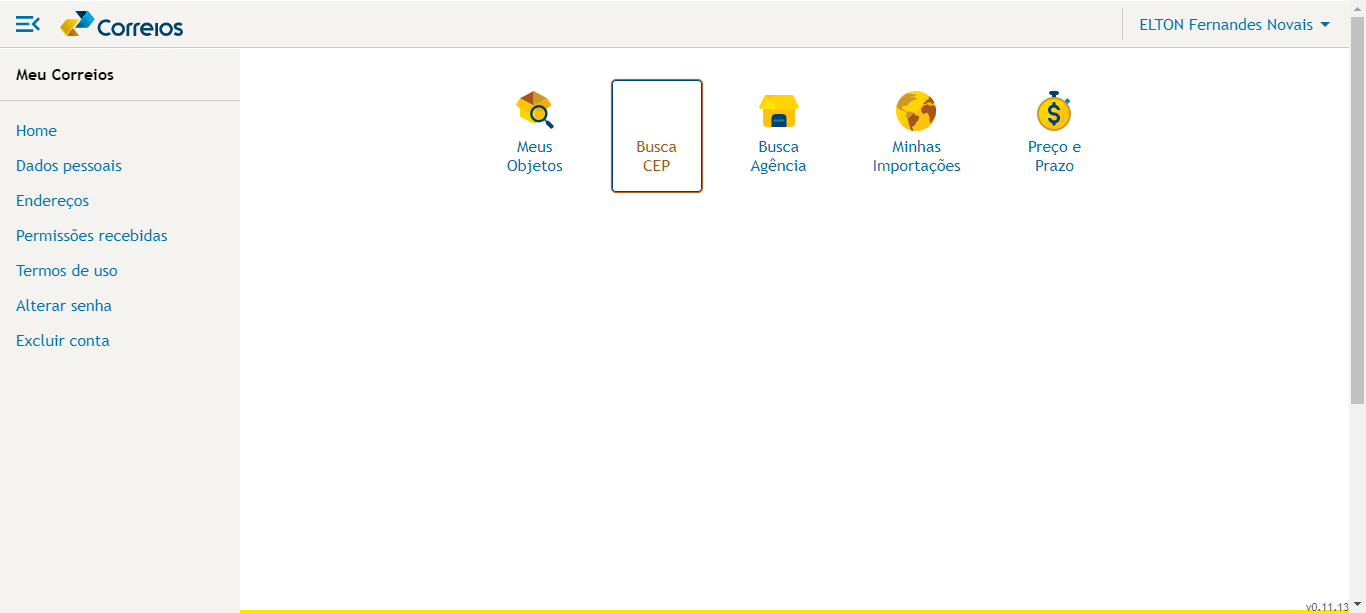 Correios
ELTON Fernandes Novais
Meu Correios
Home
Dados pessoais
Endereços
Permissões recebidas
Termos de uso
Alterar senha
Excluir conta
Meus
Objetos
Busca
CEP
Busca
Agência
Minhas
Importações
Preço e
Prazo
$
v0.11.13